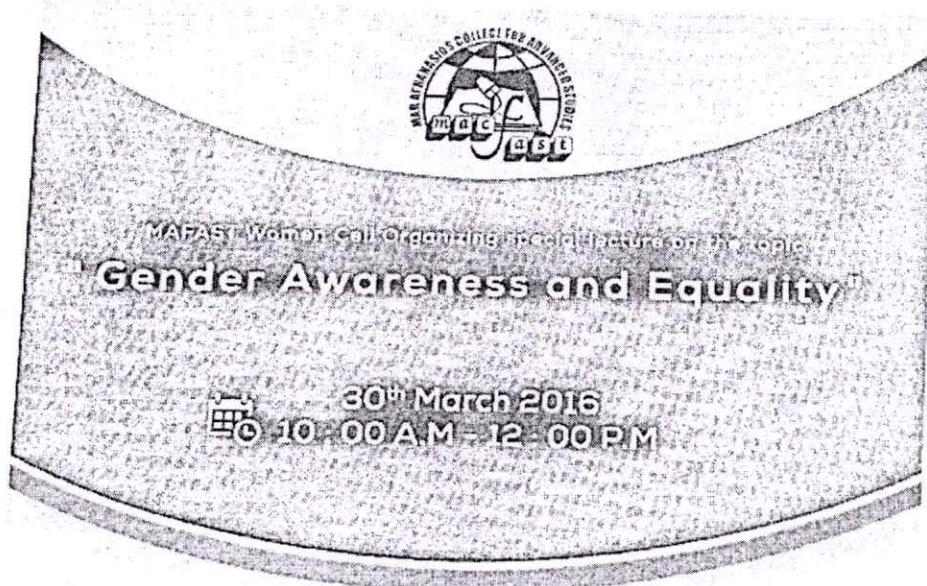 MAR ATHANASIOS COLLEGE FOR ADVANCED STUDIES
mac
f
ast
MAFAST Women Cell Organizing special lecture on the topic
" Gender Awareness and Equality "
30th March 2016
10 : 00 A.M - 12 : 00 P M